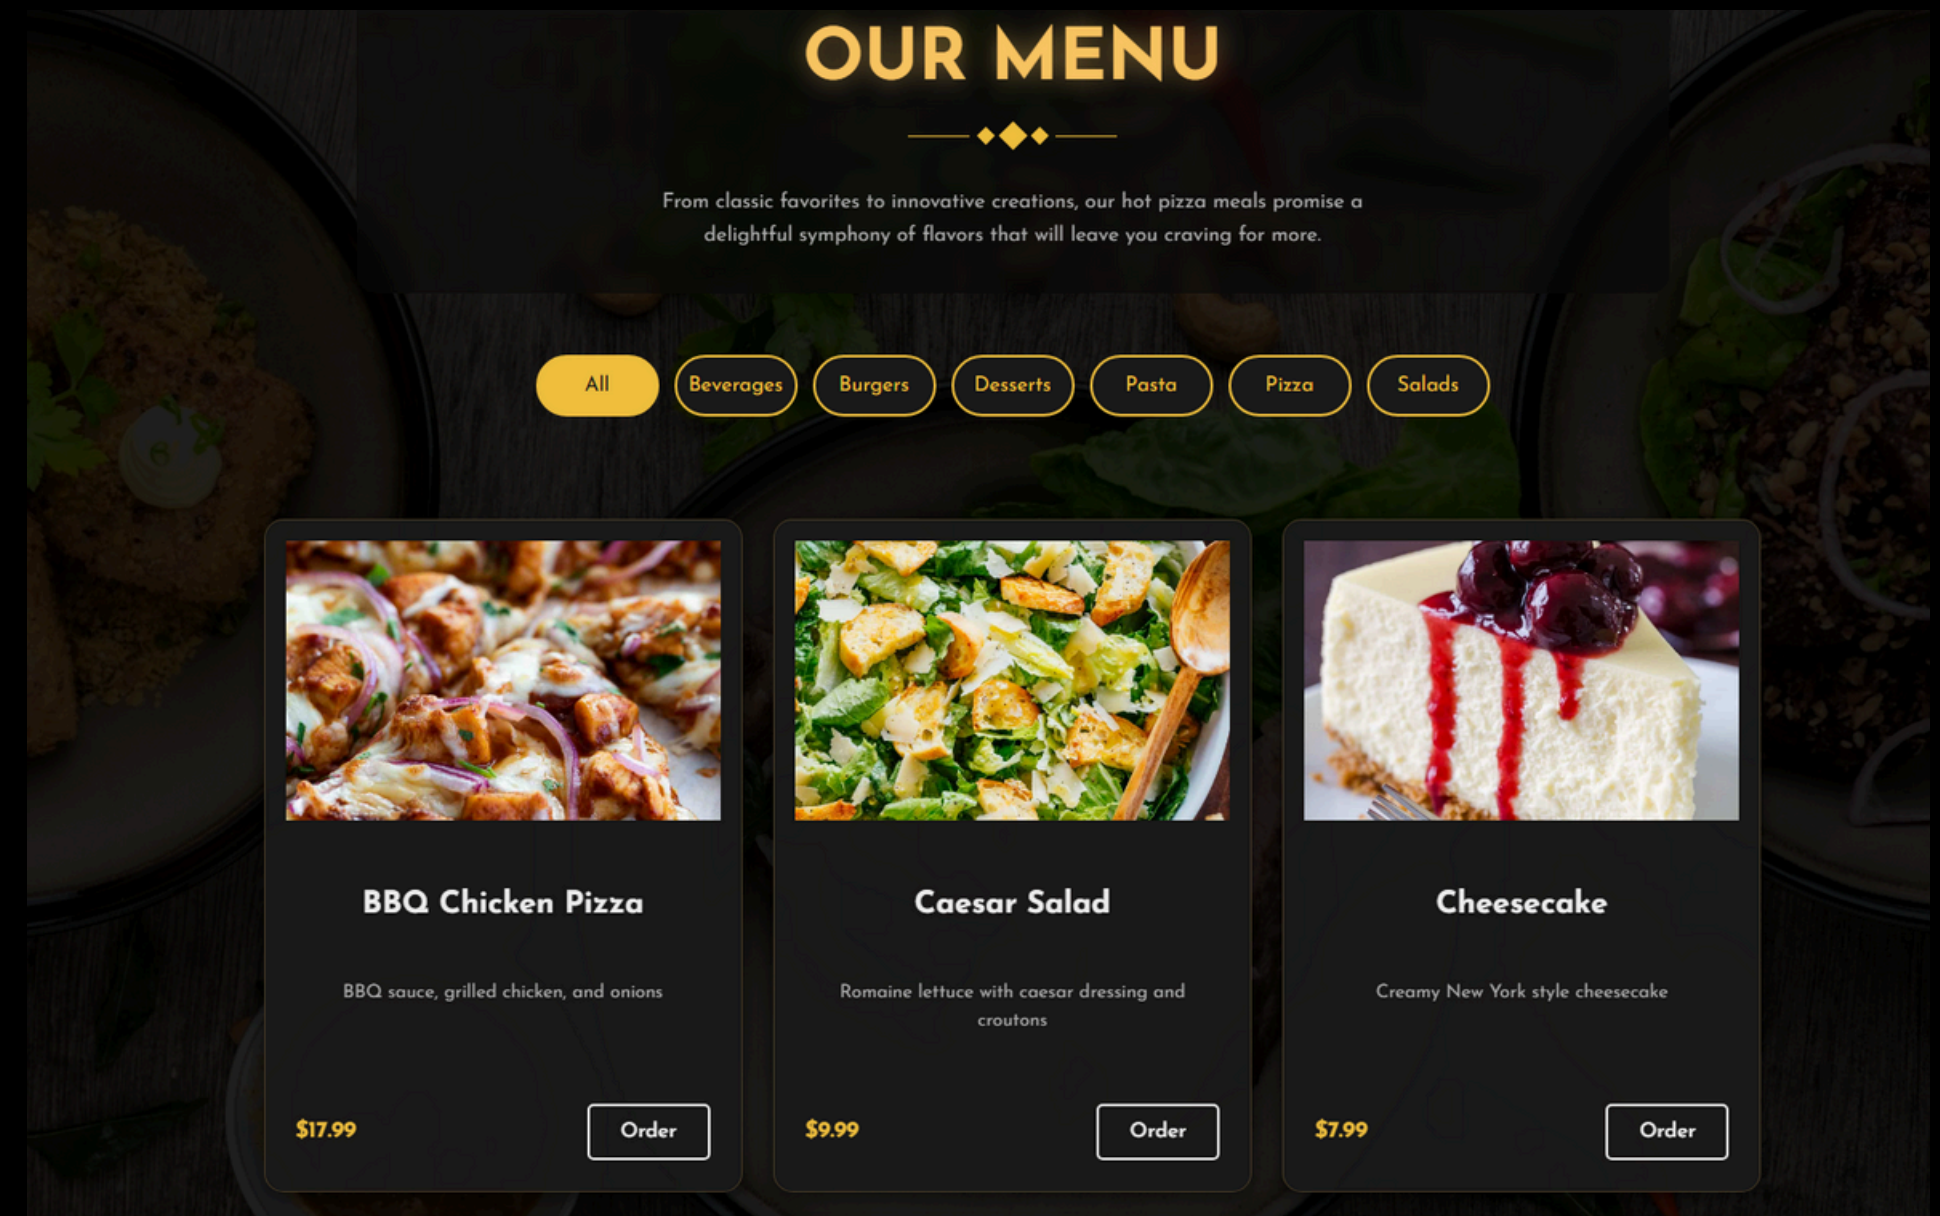 OUR MENU
From classic favorites to innovative creations, our hot pizza meals promise a
delightful symphony of flavors that will leave you craving for more.
All
Beverages
Burgers
Desserts
Pasta
Pizza
Salads
BBQ Chicken Pizza
BBQ sauce, grilled chicken, and onions
$17.99
Order
Caesar Salad
Romaine lettuce with caesar dressing and
croutons
$9.99
Order
Cheesecake
Creamy New York style cheesecake
$7.99
Order